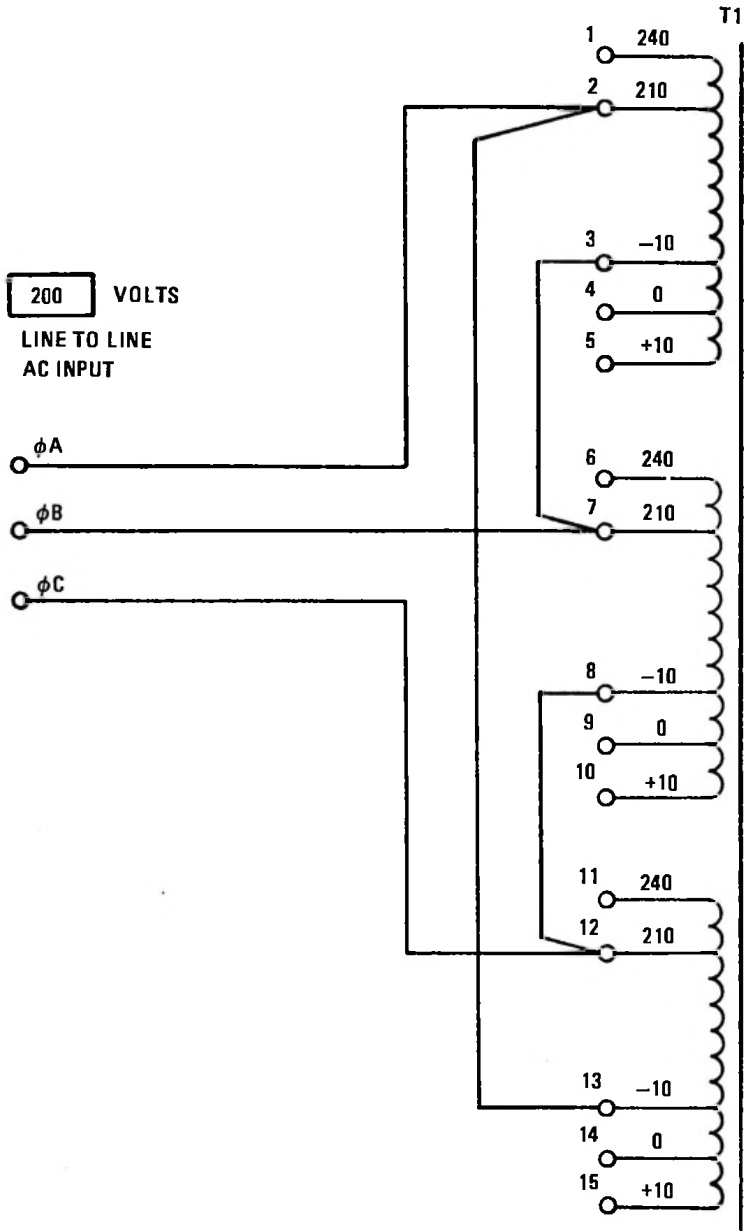 T1
1 240
2 210
3 −10
4 0
5 +10
200 VOLTS
LINE TO LINE
AC INPUT
ϕA
ϕB
ϕC
6 240
7 210
8 −10
9 0
10 +10
11 240
12 210
13 −10
14 0
15 +10